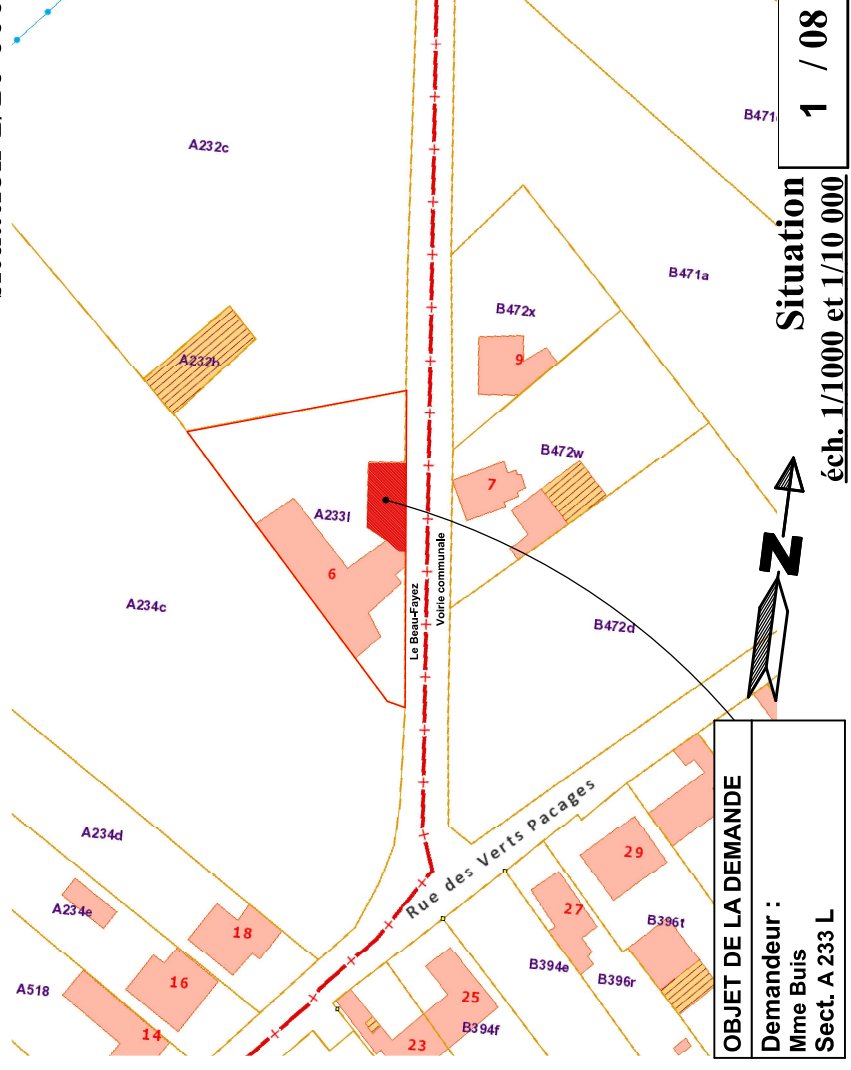 A232c
B471
1 / 08
Situation
éch. 1/1000 et 1/10 000
B471a
B472x
9
A232h
B472w
7
A233l
6
Le Beau-Fayez
Voirie communale
N
A234c
B472d
Rue des Verts Pacages
A234d
A234e
18
16
A518
14
29
27
B396t
B394e
B396r
25
B394f
23
OBJET DE LA DEMANDE
Demandeur :
Mme Buis
Sect. A 233 L